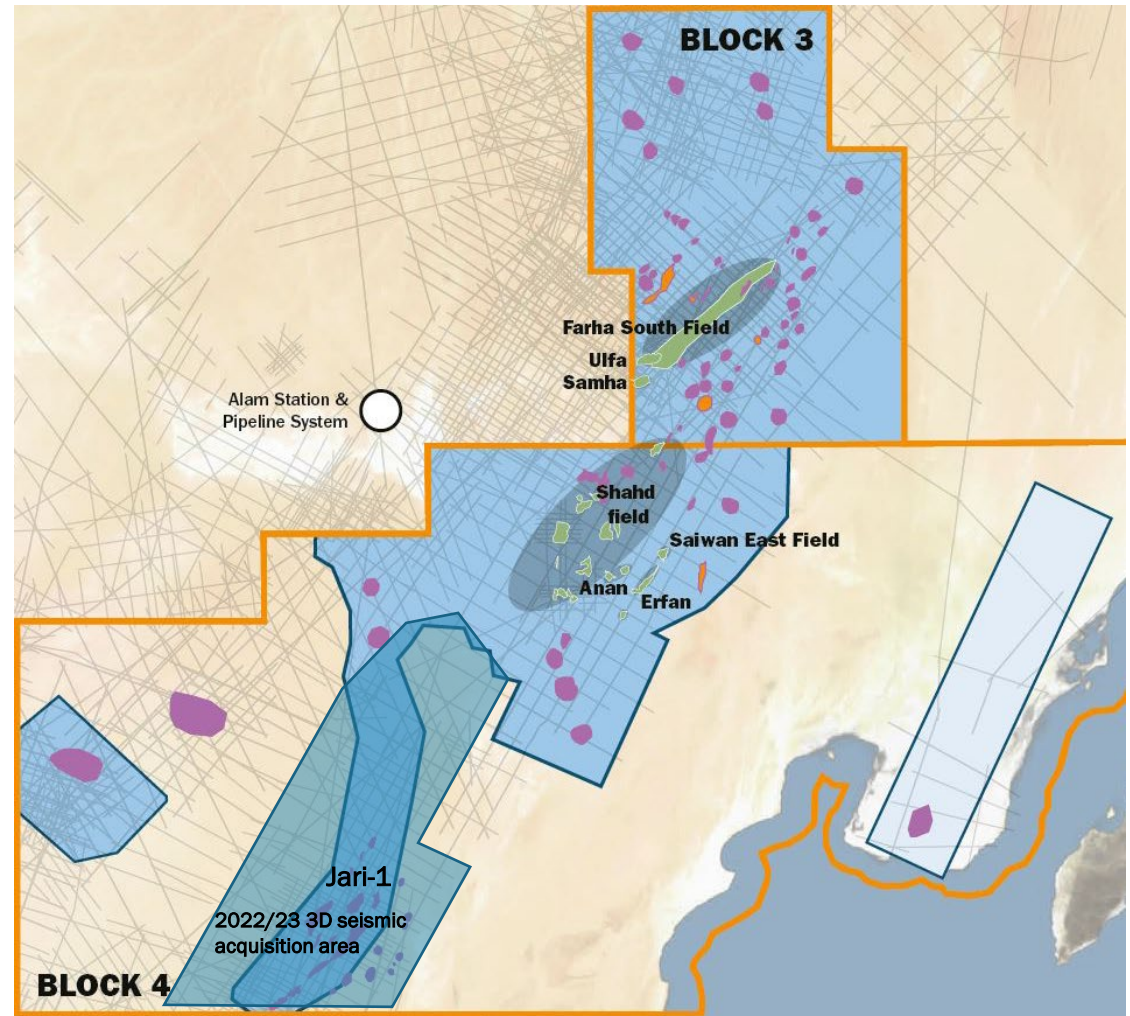 BLOCK 3
Farha South Field
Ulfa
Samha
Alam Station &
Pipeline System
Shahd
field
Saiwan East Field
Anan
Erfan
Jari-1
2022/23 3D seismic
acquisition area
BLOCK 4